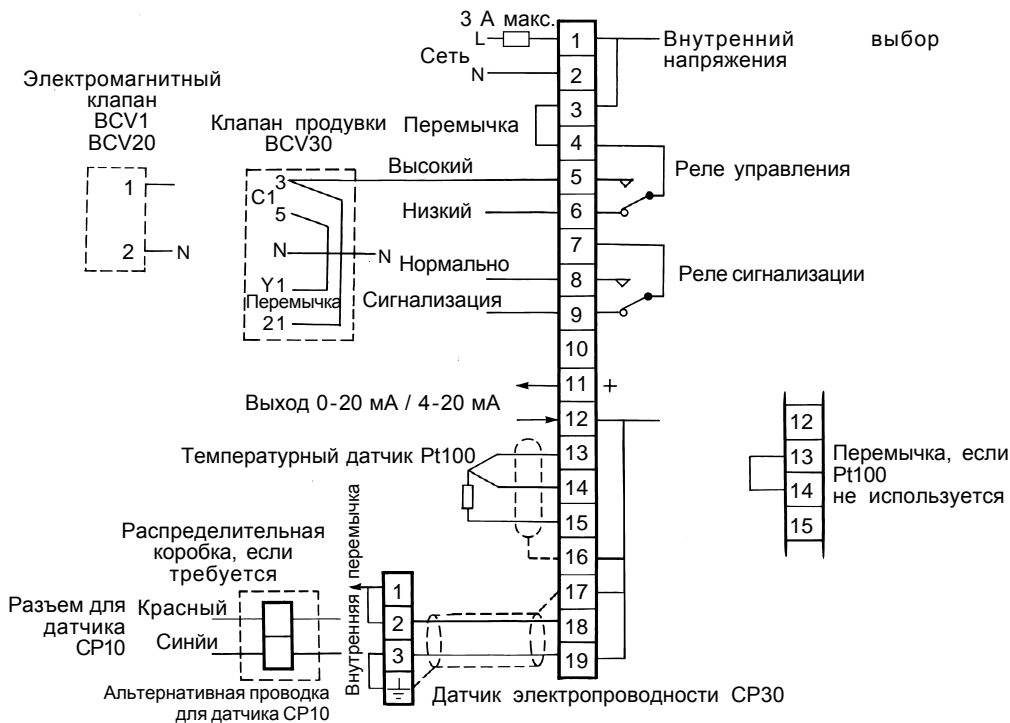 3 А макс.
L
1
Внутренний выбор
напряжения
Сеть
N
2
3
Электромагнитный
клапан
BCV1
BCV20
Клапан продувки
BCV30
Перемычка
4
Высокий
5
Реле управления
1
3
C1
5
Низкий
6
2
N
N
N
7
Нормально
8
Реле сигнализации
Y1
Перемычка
21
Сигнализация
9
10
11
+
Выход 0-20 мА / 4-20 мА
12
12
Температурный датчик Pt100
13
13
Перемычка, если
Pt100
не используется
14
14
15
15
Распределительная
коробка, если
требуется
Внутренняя перемычка
16
1
17
Разъем для
датчика
CP10
Красный
2
18
Синйи
3
19
Датчик электропроводности CP30
Альтернативная проводка
для датчика CP10